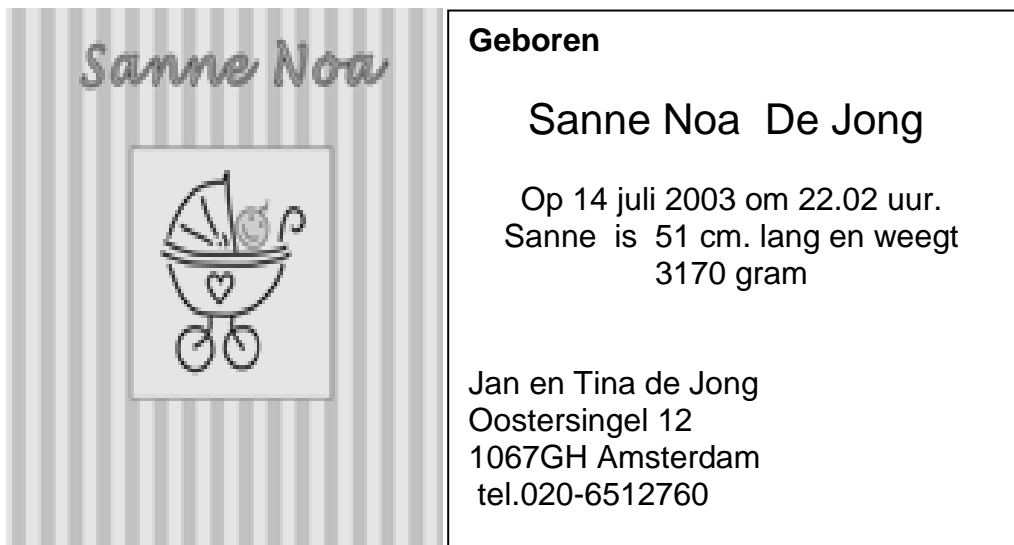 Sanne Noa
Geboren
Sanne Noa De Jong
Op 14 juli 2003 om 22.02 uur.
Sanne is 51 cm. lang en weegt
3170 gram
Jan en Tina de Jong
Oostersingel 12
1067GH Amsterdam
tel.020-6512760